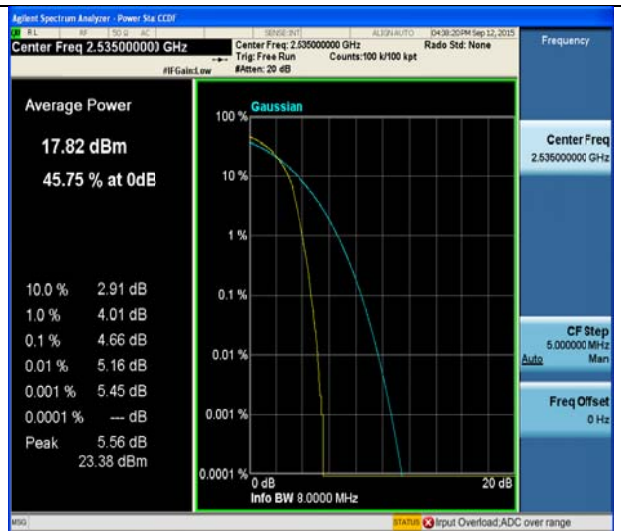 Agilent Spectrum Analyzer - Power Sta CCDF
RL RF 50 Ω AC SENSE:INT ALIGN AUTO 04:38:20 PM Sep 12, 2015
Center Freq 2.535000000 GHz
Center Freq: 2.535000000 GHz Radio Std: None
Trig: Free Run Counts:100 k/100 kpt
#IFGain:Low #Atten: 20 dB
Frequency
Average Power
17.82 dBm
45.75 % at 0dB
10.0 % 2.91 dB
1.0 % 4.01 dB
0.1 % 4.66 dB
0.01 % 5.16 dB
0.001 % 5.45 dB
0.0001 % --- dB
Peak 5.56 dB
23.38 dBm
Gaussian
100 %
10 %
1 %
0.1 %
0.01 %
0.001 %
0.0001 %
0 dB 20 dB
Info BW 8.0000 MHz
Center Freq
2.535000000 GHz
CF Step
5.000000 MHz
Auto Man
Freq Offset
0 Hz
MSG STATUS Input Overload;ADC over range